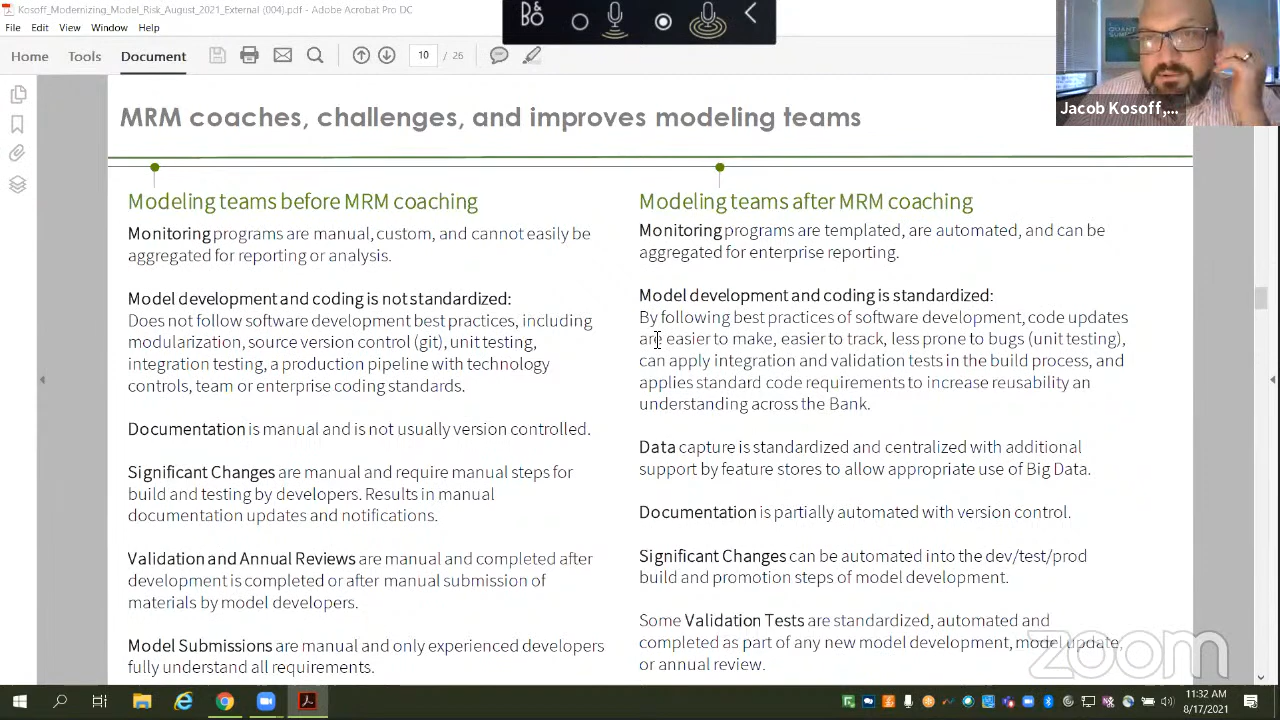 Kosoff_Modernizing_Model_Risk_August_2021_External (004).pdf - Adobe Acrobat Pro DC
File Edit View Window Help
Home Tools Document 10 26
MRM coaches, challenges, and improves modeling teams
Modeling teams before MRM coaching
Monitoring programs are manual, custom, and cannot easily be
aggregated for reporting or analysis.
Model development and coding is not standardized:
Does not follow software development best practices, including
modularization, source version control (git), unit testing,
integration testing, a production pipeline with technology
controls, team or enterprise coding standards.
Documentation is manual and is not usually version controlled.
Significant Changes are manual and require manual steps for
build and testing by developers. Results in manual
documentation updates and notifications.
Validation and Annual Reviews are manual and completed after
development is completed or after manual submission of
materials by model developers.
Model Submissions are manual and only experienced developers
fully understand all requirements.
Modeling teams after MRM coaching
Monitoring programs are templated, are automated, and can be
aggregated for enterprise reporting.
Model development and coding is standardized:
By following best practices of software development, code updates
are easier to make, easier to track, less prone to bugs (unit testing),
can apply integration and validation tests in the build process, and
applies standard code requirements to increase reusability an
understanding across the Bank.
Data capture is standardized and centralized with additional
support by feature stores to allow appropriate use of Big Data.
Documentation is partially automated with version control.
Significant Changes can be automated into the dev/test/prod
build and promotion steps of model development.
Some Validation Tests are standardized, automated and
completed as part of any new model development, model update,
or annual review.
B&O
QUANT
Jacob Kosoff,...
zoom
11:32 AM
8/17/2021